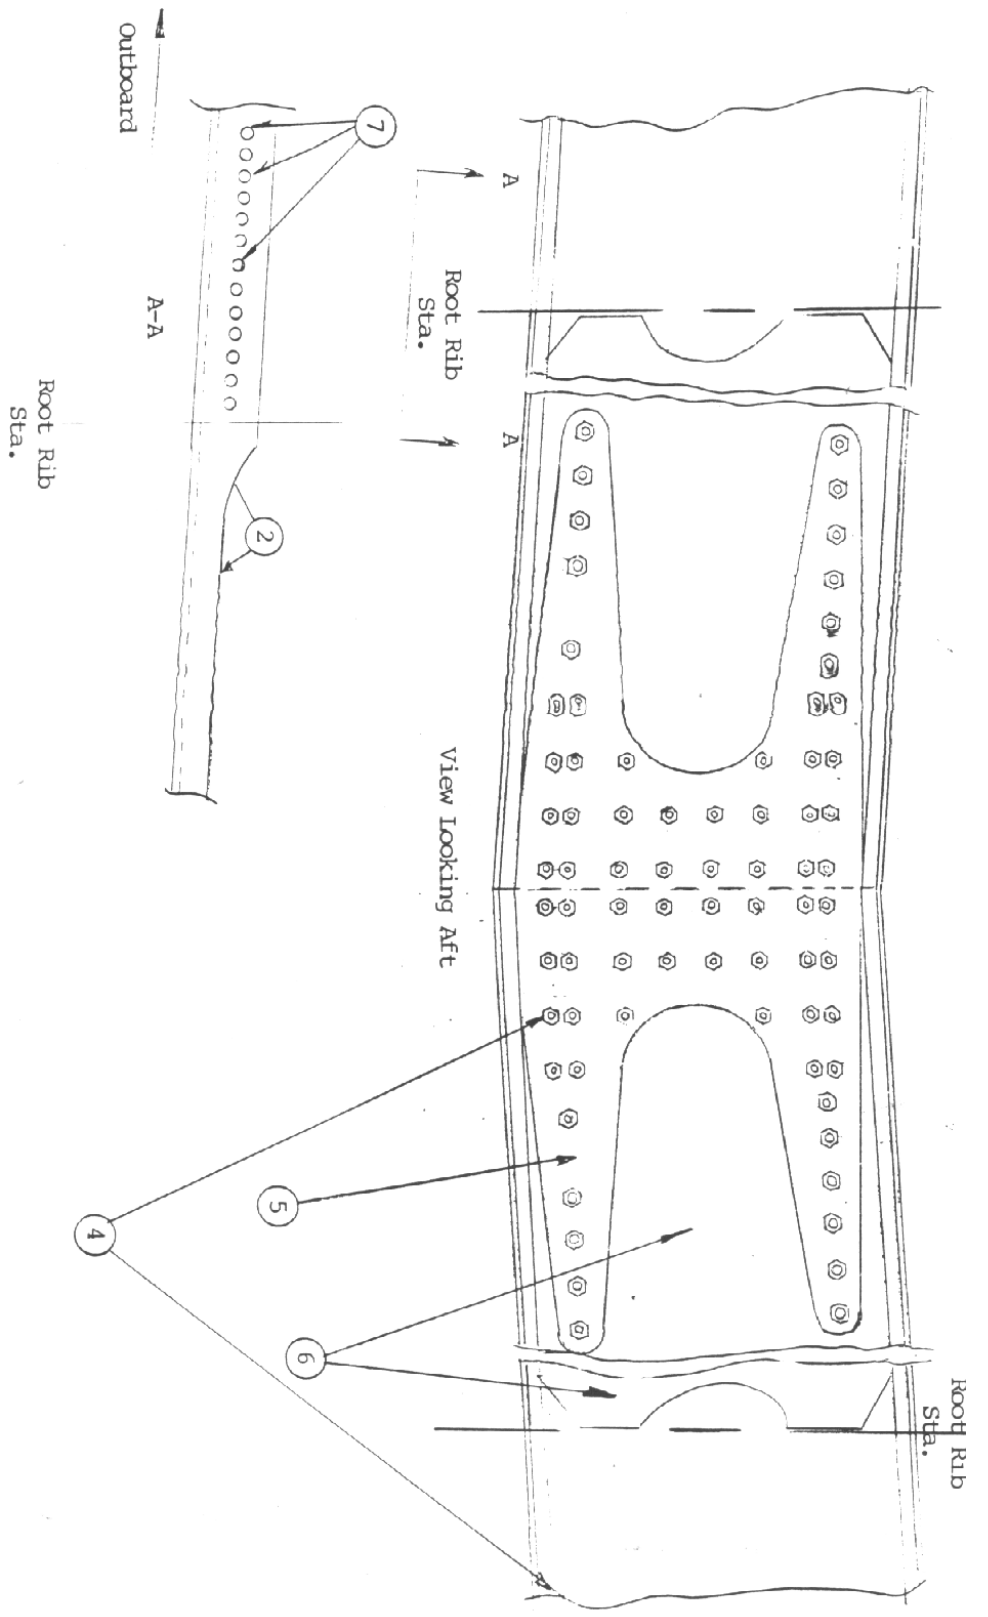 Outboard
7
A
Root Rib
Sta.
A-A
Root Rib
Sta.
A
2
View Looking Aft
5
4
6
Root Rib
Sta.